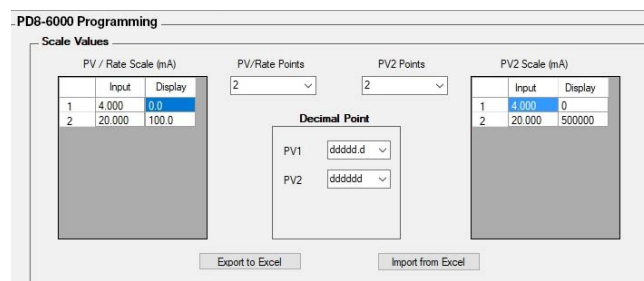 PD8-6000 Programming
Scale Values
PV / Rate Scale (mA) PV/Rate Points PV2 Points PV2 Scale (mA)
Input Display 2 2 Input Display
1 4.000 0.0 1 4.000 0
2 20.000 100.0 Decimal Point 2 20.000 500000
PV1 ddddd.d
PV2 dddddd
Export to Excel Import from Excel